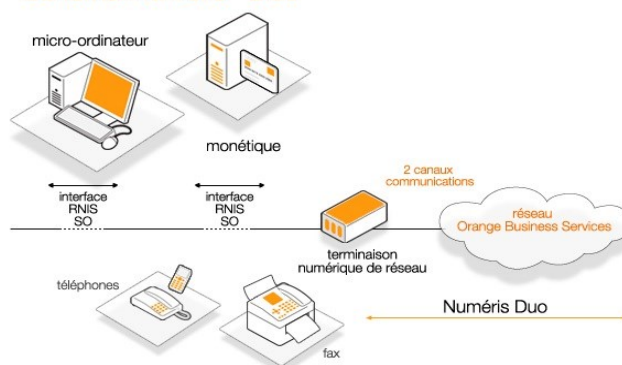 micro-ordinateur
monétique
interface
RNIS
SO
interface
RNIS
SO
2 canaux
communications
réseau
Orange Business Services
terminaison
numérique de réseau
téléphones
fax
Numéris Duo